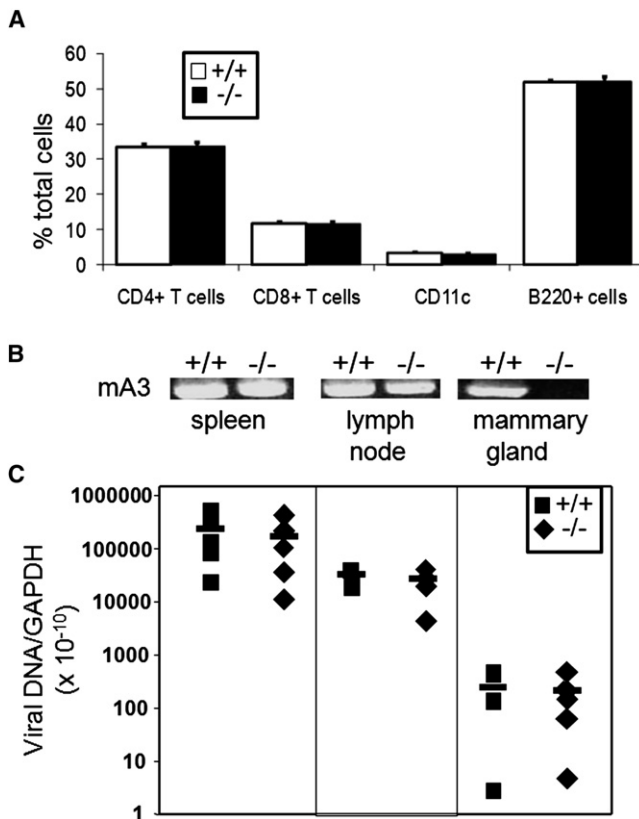 A
% total cells
60
50
40
30
20
10
0
+/+
-/-
CD4+ T cells CD8+ T cells CD11c B220+ cells
B
+/+ -/- +/+ -/- +/+ -/-
mA3
spleen lymph node mammary gland
C
Viral DNA/GAPDH
(x 10⁻¹⁰)
1000000
100000
10000
1000
100
10
1
+/+
-/-